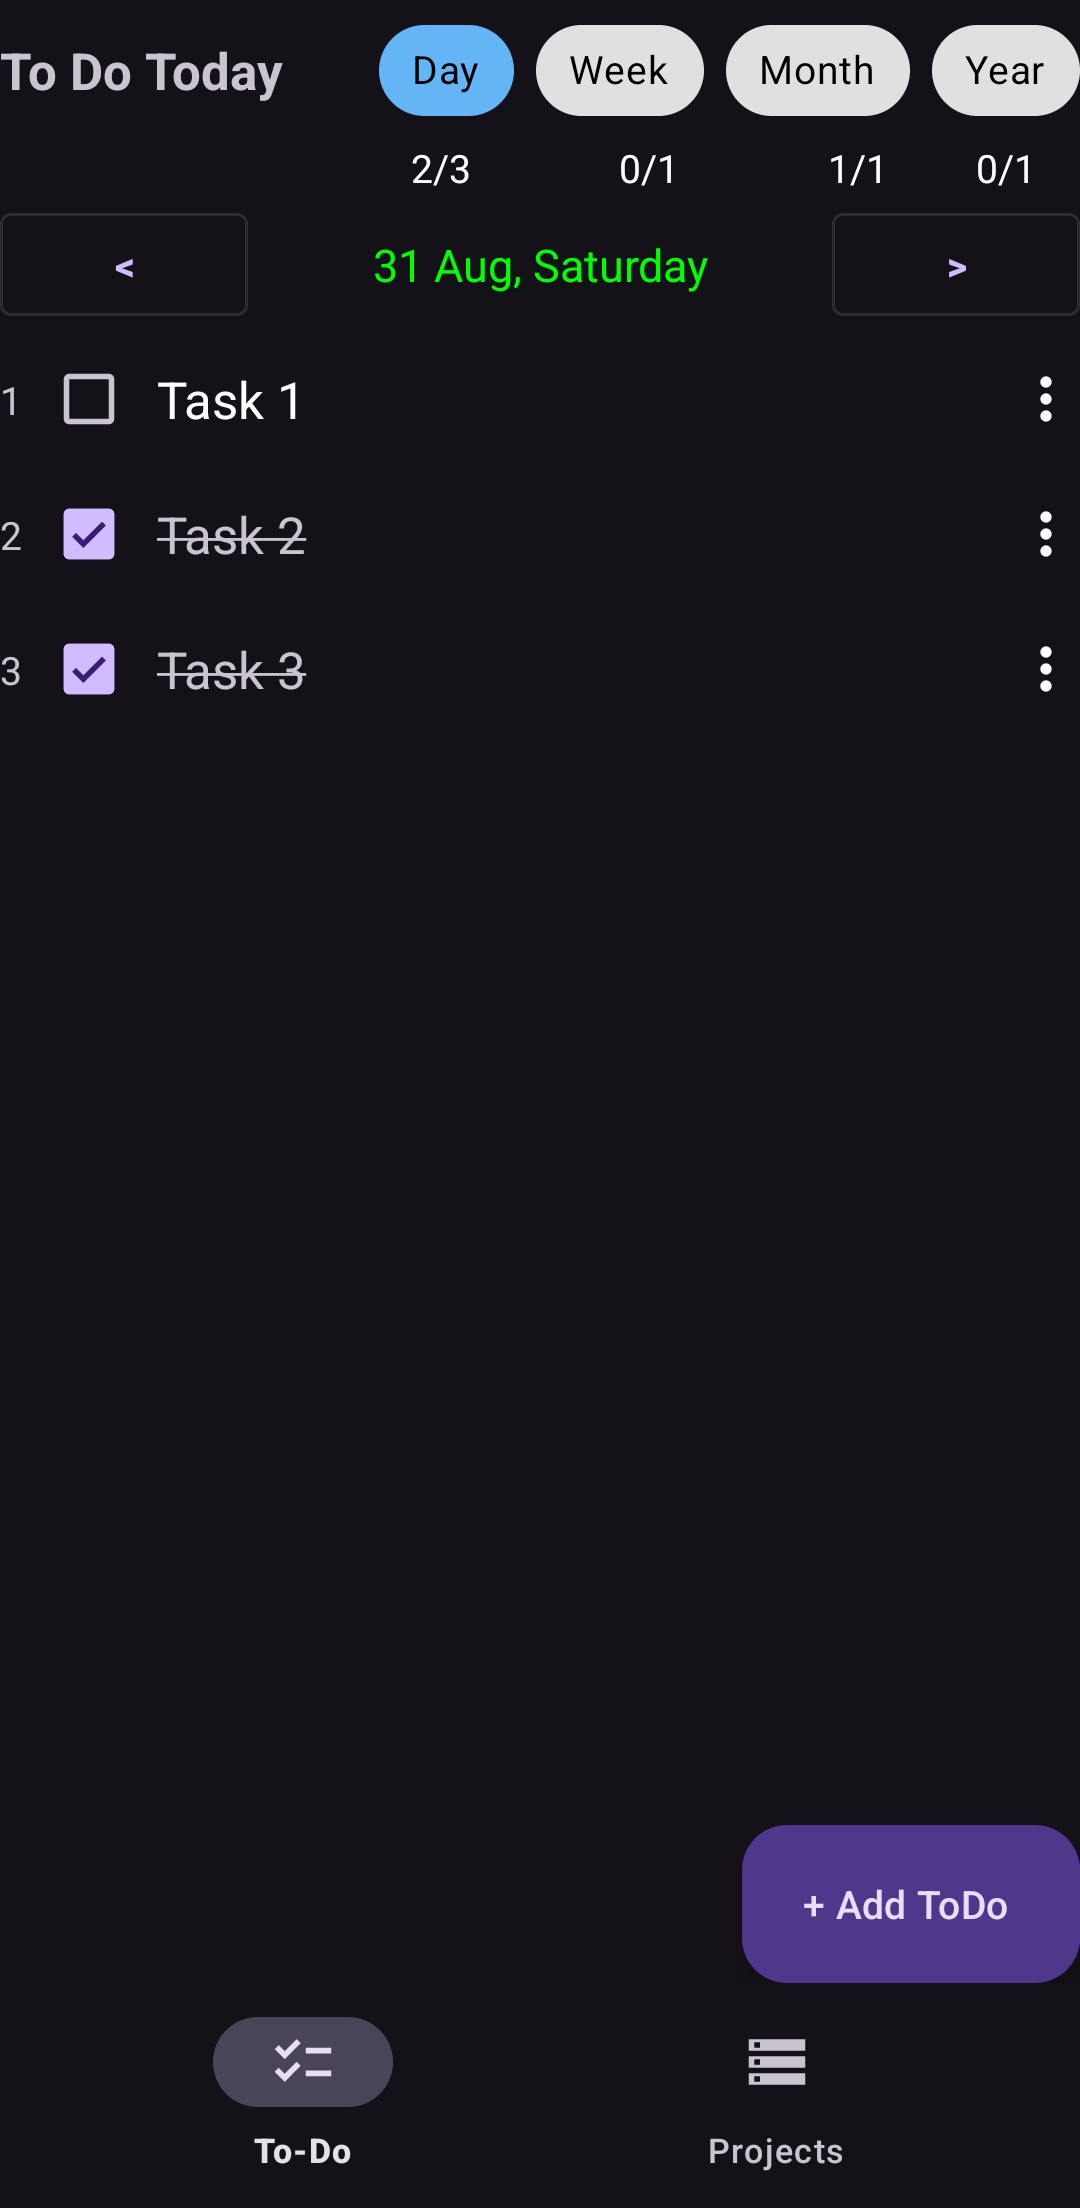 To Do Today Day Week Month Year
2/3 0/1 1/1 0/1
< 31 Aug, Saturday >
1 Task 1
2 Task 2
3 Task 3
+ Add ToDo
To-Do Projects